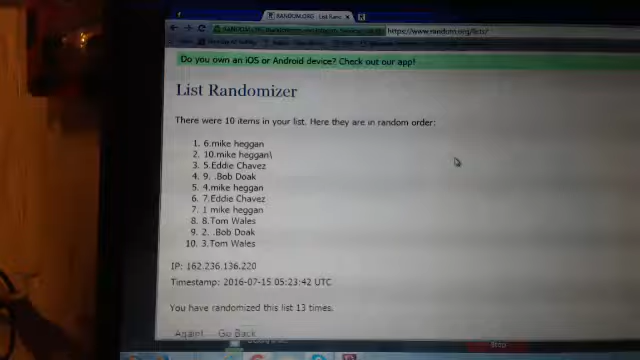 RANDOM.ORG - List Rand
https://www.random.org/lists/
Do you own an iOS or Android device? Check out our app!
List Randomizer
There were 10 items in your list. Here they are in random order:
1. 6.mike heggan
2. 10.mike heggan\
3. 5.Eddie Chavez
4. 9. .Bob Doak
5. 4.mike heggan
6. 7.Eddie Chavez
7. 1 mike heggan
8. 8.Tom Wales
9. 2. .Bob Doak
10. 3.Tom Wales
IP: 162.236.136.220
Timestamp: 2016-07-15 05:23:42 UTC
You have randomized this list 13 times.
Again! Go Back
Stop